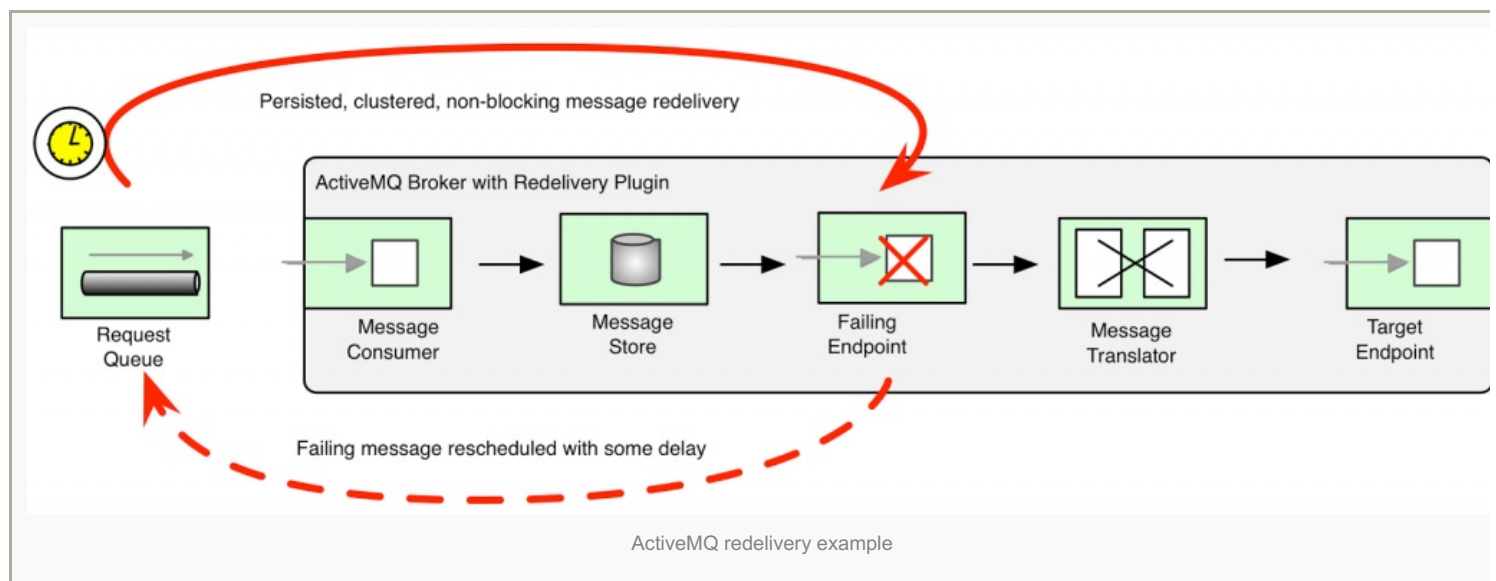 Persisted, clustered, non-blocking message redelivery
ActiveMQ Broker with Redelivery Plugin
Request
Queue
Message
Consumer
Message
Store
Failing
Endpoint
Message
Translator
Target
Endpoint
Failing message rescheduled with some delay
ActiveMQ redelivery example